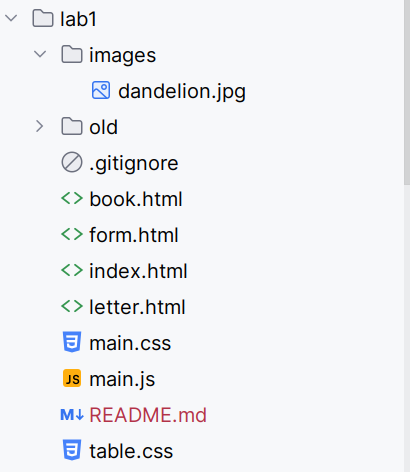 lab1
images
dandelion.jpg
old
.gitignore
<> book.html
<> form.html
<> index.html
<> letter.html
main.css
JS main.js
M↓ README.md
table.css